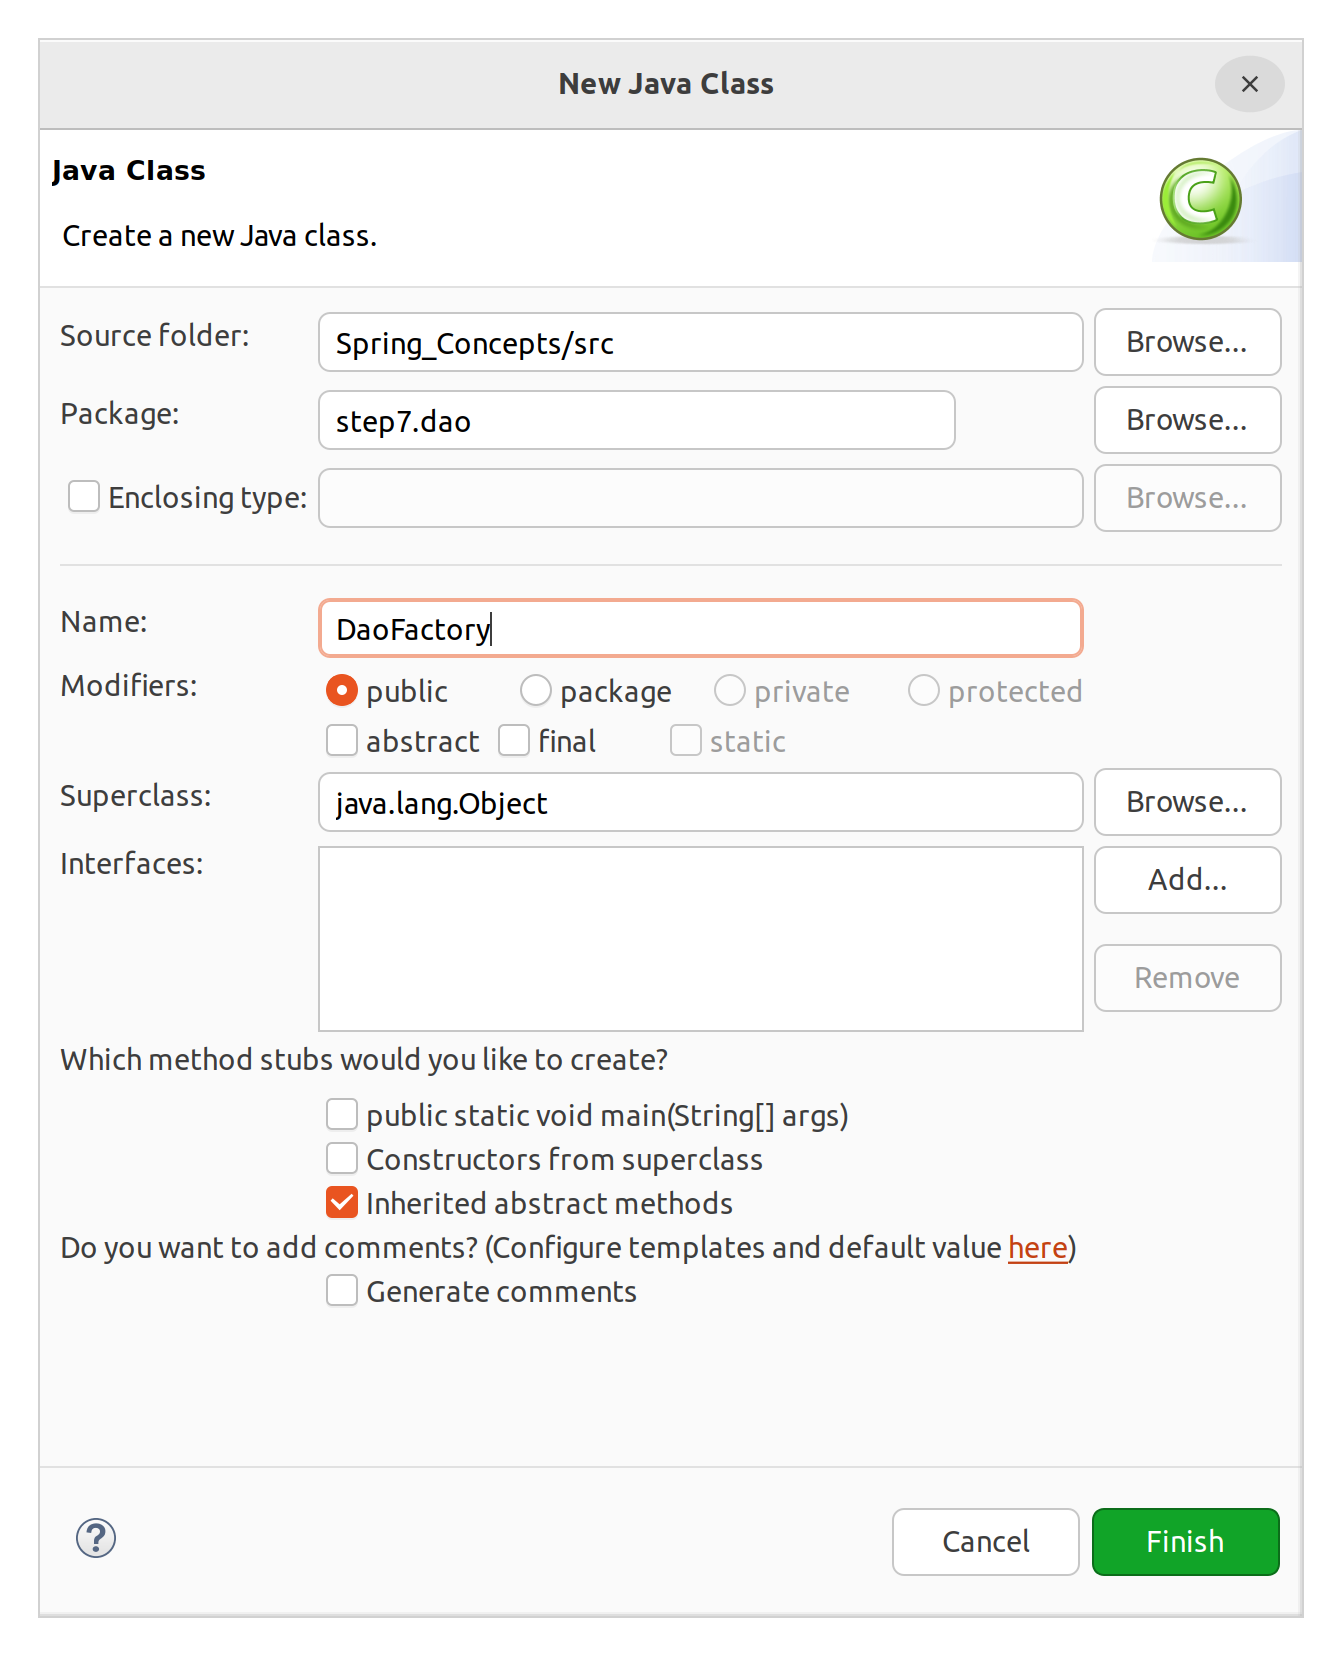 New Java Class
Java Class
Create a new Java class.
Source folder: Spring_Concepts/src Browse...
Package: step7.dao Browse...
Enclosing type: Browse...
Name: DaoFactory
Modifiers: public package private protected
abstract final static
Superclass: java.lang.Object Browse...
Interfaces: Add...
Remove
Which method stubs would you like to create?
public static void main(String[] args)
Constructors from superclass
Inherited abstract methods
Do you want to add comments? (Configure templates and default value here)
Generate comments
? Cancel Finish